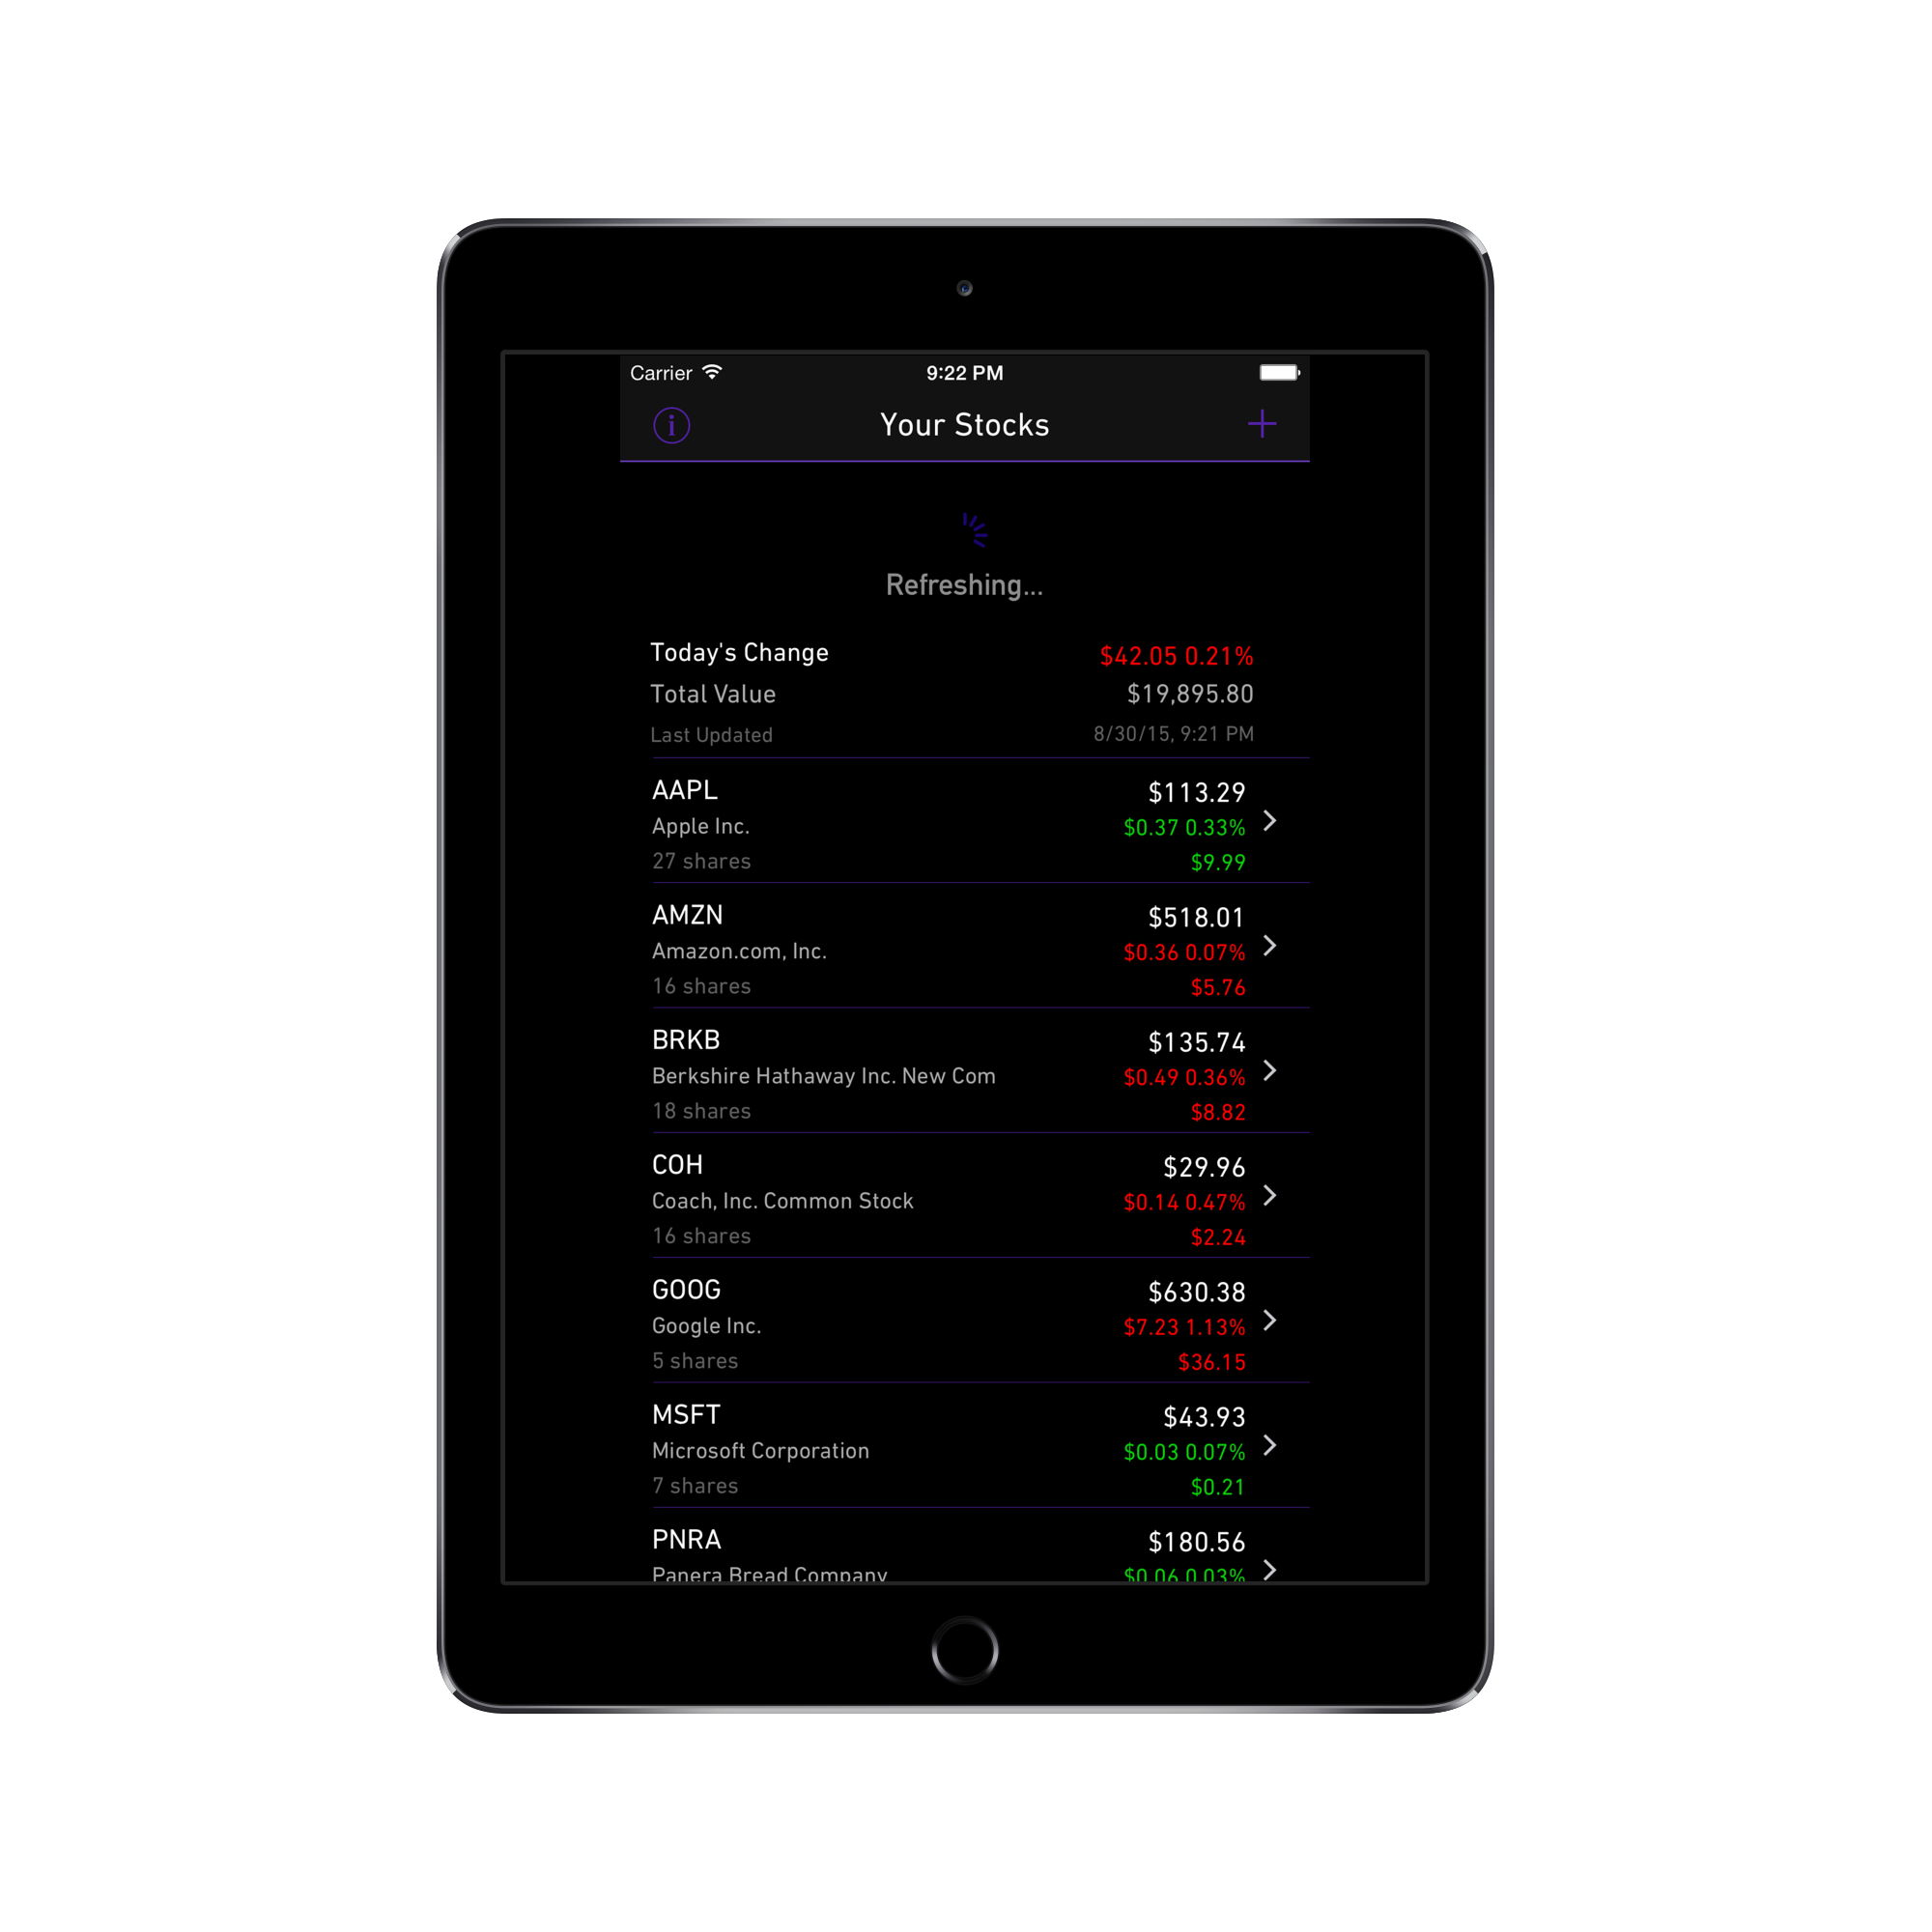 Carrier 9:22 PM
i Your Stocks +
Refreshing...
Today's Change $42.05 0.21%
Total Value $19,895.80
Last Updated 8/30/15, 9:21 PM
AAPL $113.29
Apple Inc. $0.37 0.33%
27 shares $9.99
AMZN $518.01
Amazon.com, Inc. $0.36 0.07%
16 shares $5.76
BRKB $135.74
Berkshire Hathaway Inc. New Com $0.49 0.36%
18 shares $8.82
COH $29.96
Coach, Inc. Common Stock $0.14 0.47%
16 shares $2.24
GOOG $630.38
Google Inc. $7.23 1.13%
5 shares $36.15
MSFT $43.93
Microsoft Corporation $0.03 0.07%
7 shares $0.21
PNRA $180.56
Panera Bread Company $0.06 0.03%